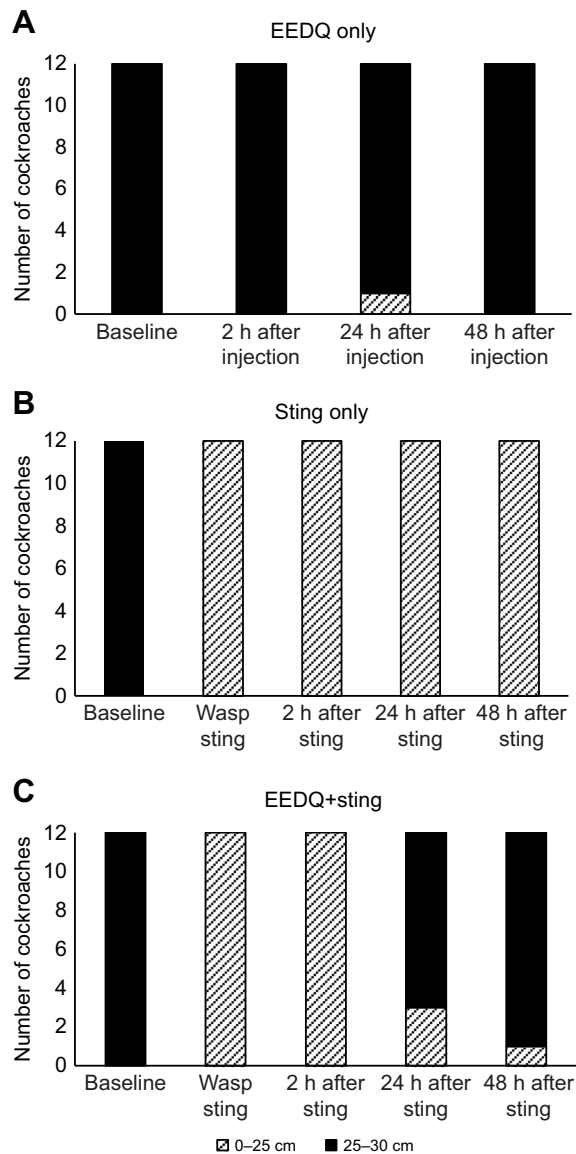 A
EEDQ only
Number of cockroaches
12
10
8
6
4
2
0
Baseline 2 h after 24 h after 48 h after
injection injection injection
B
Sting only
Number of cockroaches
12
10
8
6
4
2
0
Baseline Wasp 2 h after 24 h after 48 h after
sting sting sting sting
C
EEDQ+sting
Number of cockroaches
12
10
8
6
4
2
0
Baseline Wasp 2 h after 24 h after 48 h after
sting sting sting sting
0–25 cm 25–30 cm